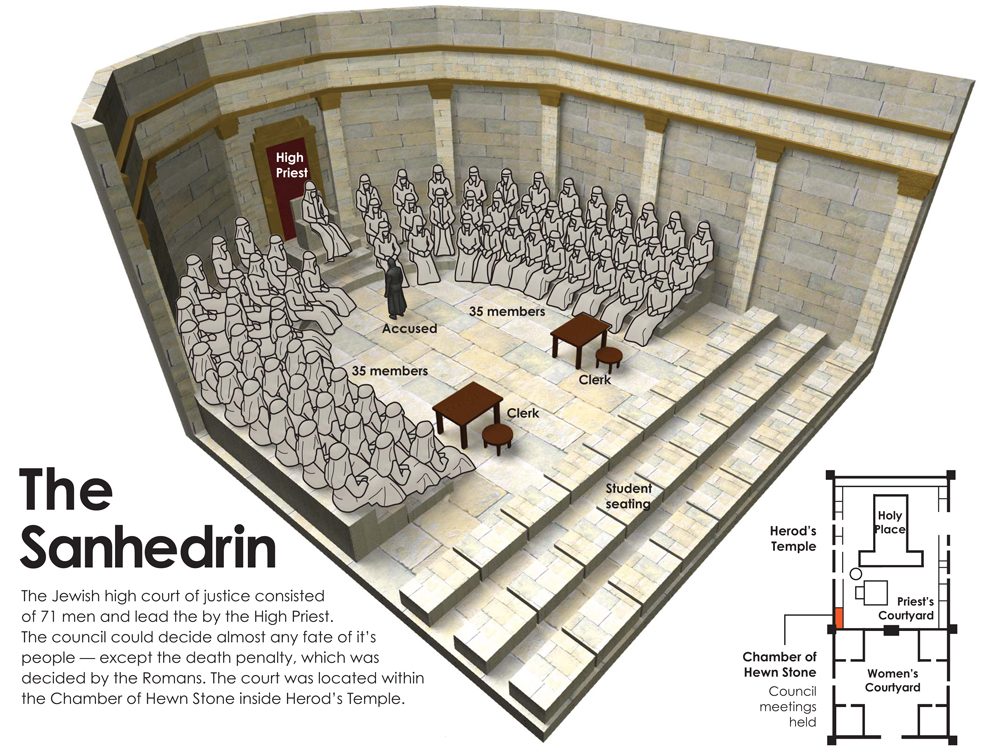 High
Priest
Accused
35 members
35 members
Clerk
Clerk
Student
seating
The
Sanhedrin
The Jewish high court of justice consisted
of 71 men and lead the by the High Priest.
The council could decide almost any fate of it's
people — except the death penalty, which was
decided by the Romans. The court was located within
the Chamber of Hewn Stone inside Herod's Temple.
Herod's
Temple
Holy
Place
Priest's
Courtyard
Chamber of
Hewn Stone
Council
meetings
held
Women's
Courtyard